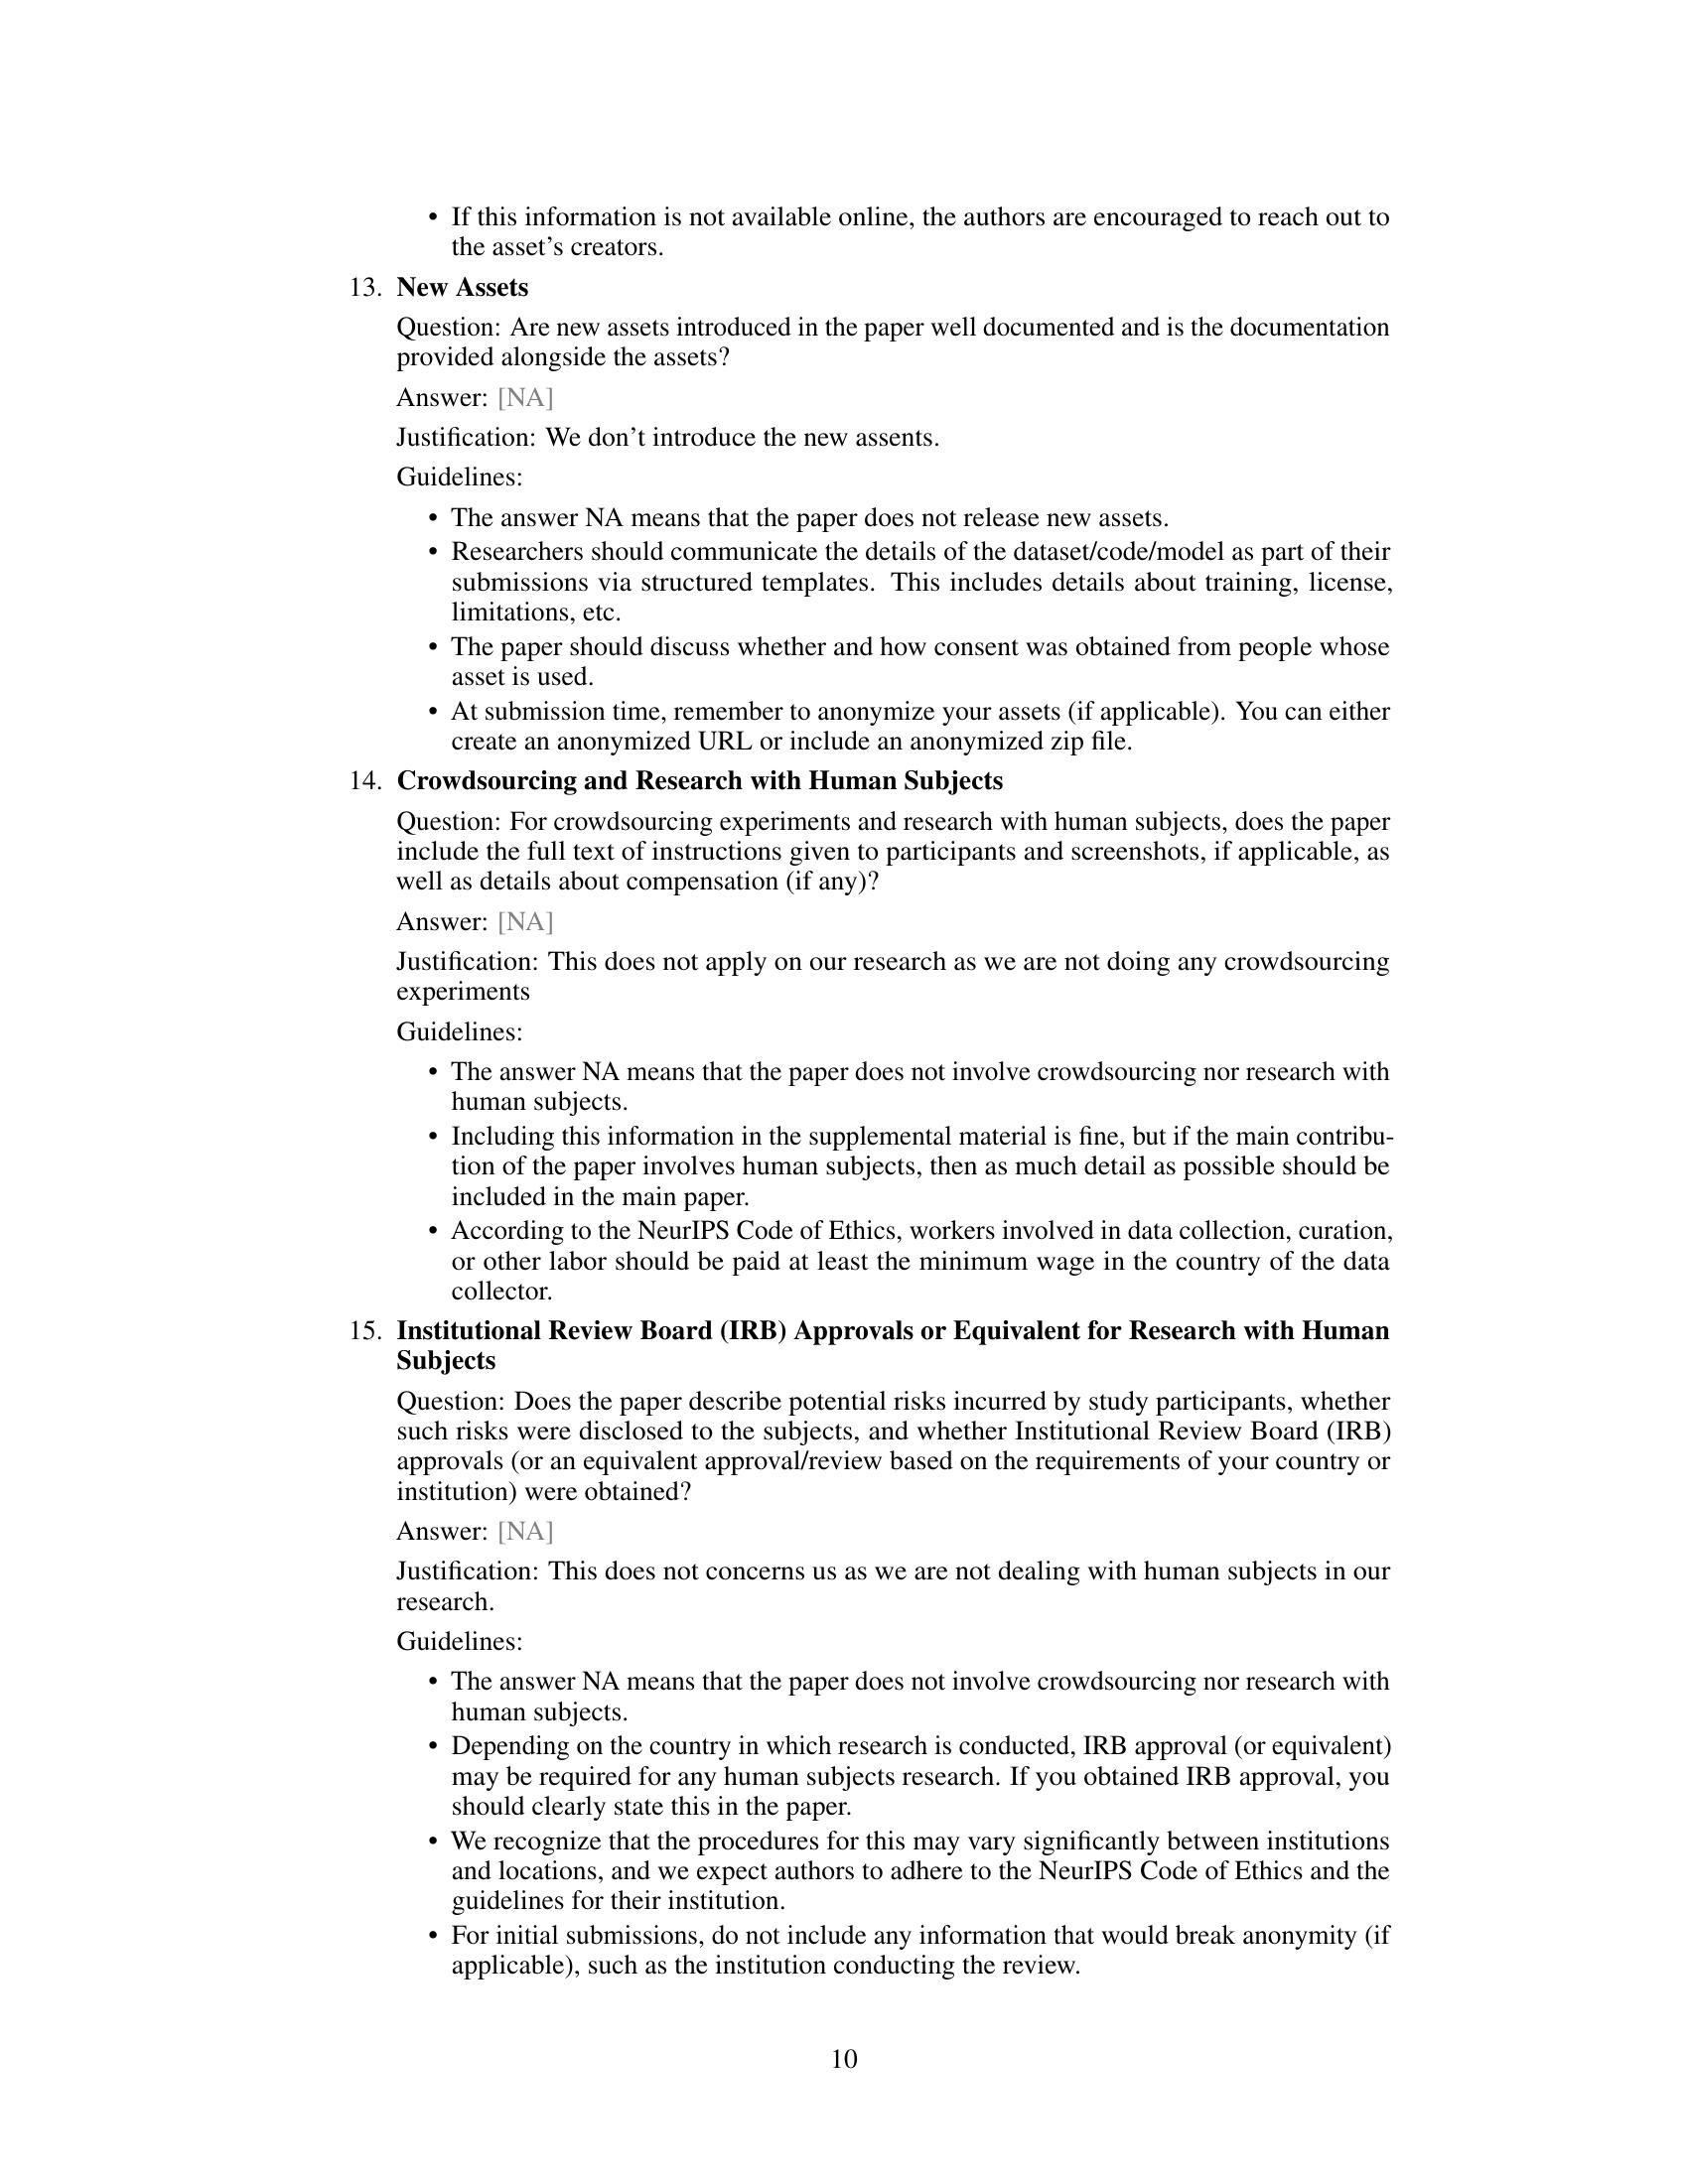 • If this information is not available online, the authors are encouraged to reach out to
the asset's creators.
13. New Assets
Question: Are new assets introduced in the paper well documented and is the documentation
provided alongside the assets?
Answer: [NA]
Justification: We don't introduce the new assents.
Guidelines:
• The answer NA means that the paper does not release new assets.
• Researchers should communicate the details of the dataset/code/model as part of their
submissions via structured templates. This includes details about training, license,
limitations, etc.
• The paper should discuss whether and how consent was obtained from people whose
asset is used.
• At submission time, remember to anonymize your assets (if applicable). You can either
create an anonymized URL or include an anonymized zip file.
14. Crowdsourcing and Research with Human Subjects
Question: For crowdsourcing experiments and research with human subjects, does the paper
include the full text of instructions given to participants and screenshots, if applicable, as
well as details about compensation (if any)?
Answer: [NA]
Justification: This does not apply on our research as we are not doing any crowdsourcing
experiments
Guidelines:
• The answer NA means that the paper does not involve crowdsourcing nor research with
human subjects.
• Including this information in the supplemental material is fine, but if the main contribu-
tion of the paper involves human subjects, then as much detail as possible should be
included in the main paper.
• According to the NeurIPS Code of Ethics, workers involved in data collection, curation,
or other labor should be paid at least the minimum wage in the country of the data
collector.
15. Institutional Review Board (IRB) Approvals or Equivalent for Research with Human
Subjects
Question: Does the paper describe potential risks incurred by study participants, whether
such risks were disclosed to the subjects, and whether Institutional Review Board (IRB)
approvals (or an equivalent approval/review based on the requirements of your country or
institution) were obtained?
Answer: [NA]
Justification: This does not concerns us as we are not dealing with human subjects in our
research.
Guidelines:
• The answer NA means that the paper does not involve crowdsourcing nor research with
human subjects.
• Depending on the country in which research is conducted, IRB approval (or equivalent)
may be required for any human subjects research. If you obtained IRB approval, you
should clearly state this in the paper.
• We recognize that the procedures for this may vary significantly between institutions
and locations, and we expect authors to adhere to the NeurIPS Code of Ethics and the
guidelines for their institution.
• For initial submissions, do not include any information that would break anonymity (if
applicable), such as the institution conducting the review.
10